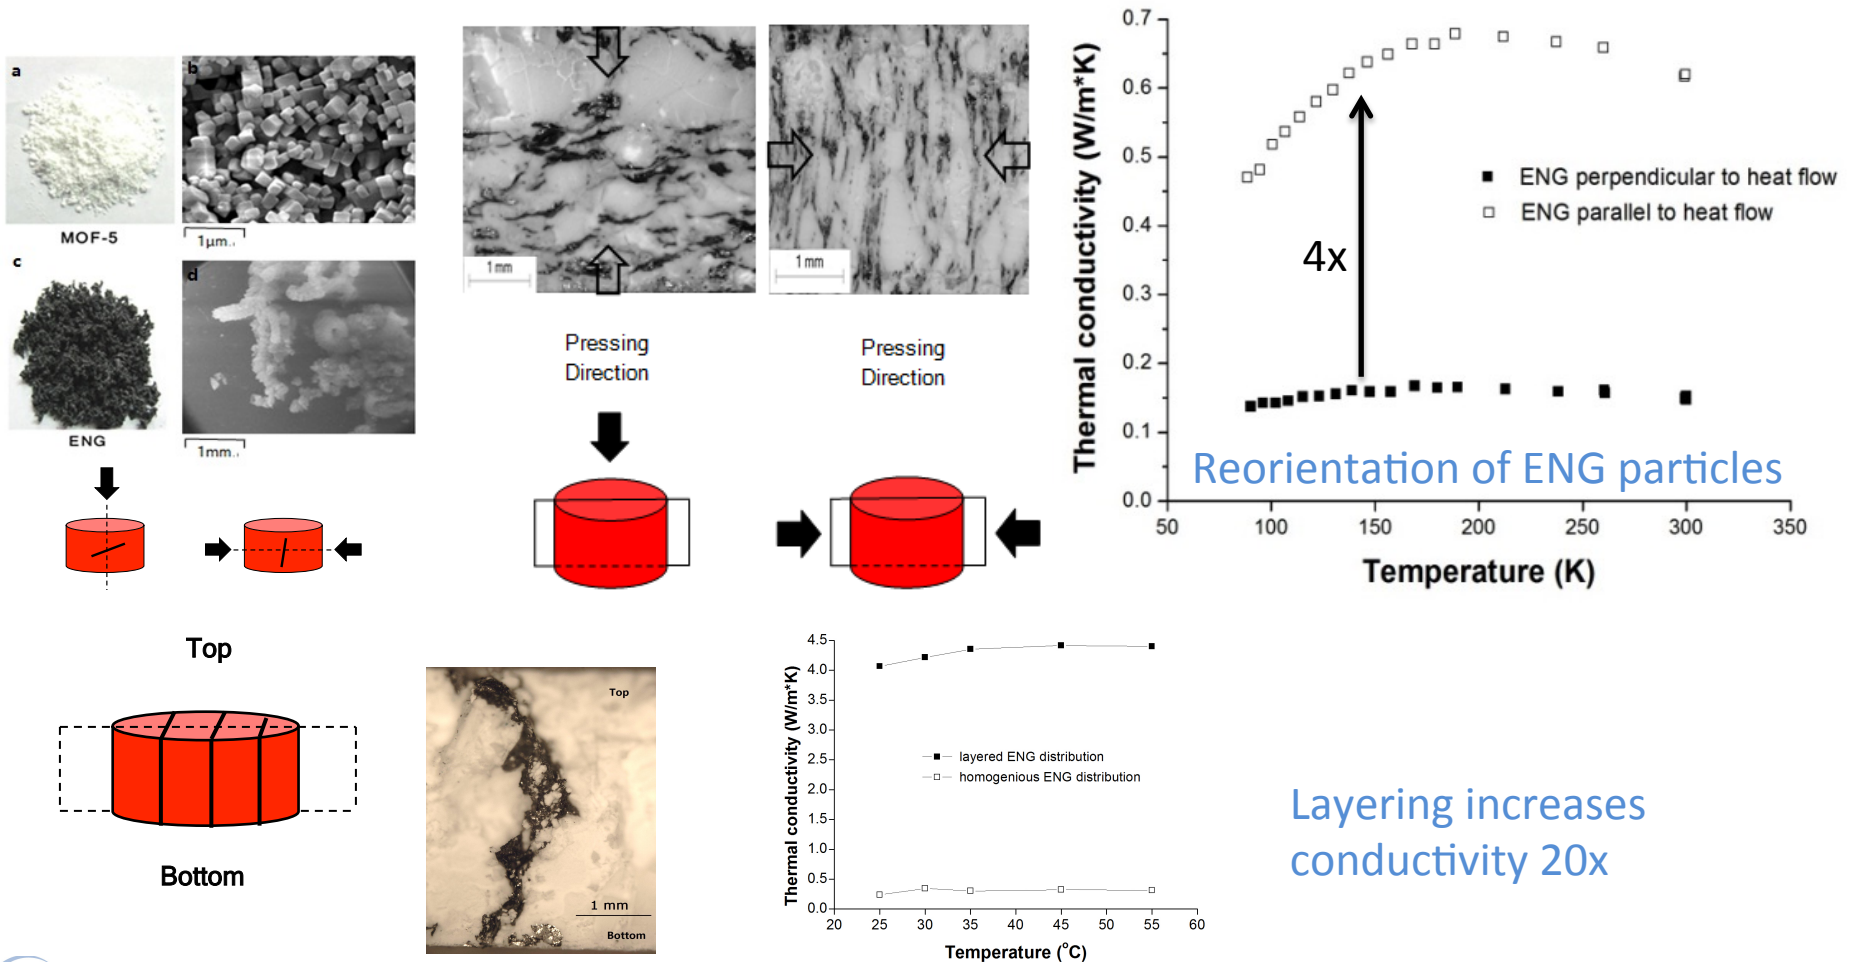 a
b
MOF-5
1µm
c
d
ENG
1mm
1 mm
1 mm
Pressing
Direction
Pressing
Direction
Top
Bottom
Top
1 mm
Bottom
Thermal conductivity (W/m*K)
0.7
0.6
0.5
0.4
0.3
0.2
0.1
0.0
ENG perpendicular to heat flow
ENG parallel to heat flow
4x
Reorientation of ENG particles
50 100 150 200 250 300 350
Temperature (K)
Thermal conductivity (W/m*K)
4.5
4.0
3.5
3.0
2.5
2.0
1.5
1.0
0.5
0.0
layered ENG distribution
homogenious ENG distribution
20 25 30 35 40 45 50 55 60
Temperature (°C)
Layering increases
conductivity 20x